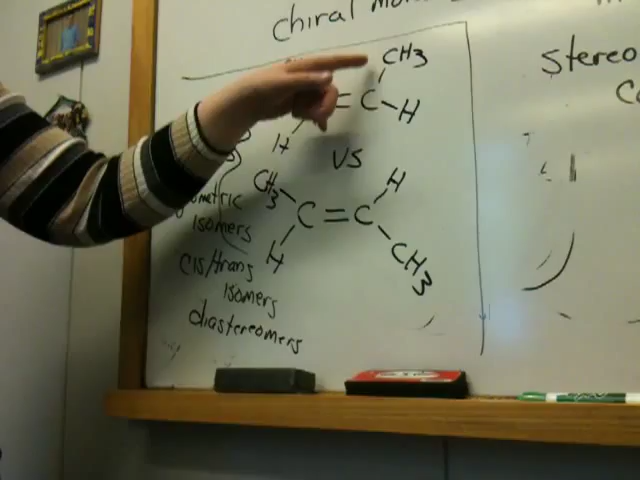 chiral
stereo
CH3
= C - H
H
VS
CH3
H
C = C
H
CH3
isomers
cis/trans
isomers
diastereomers